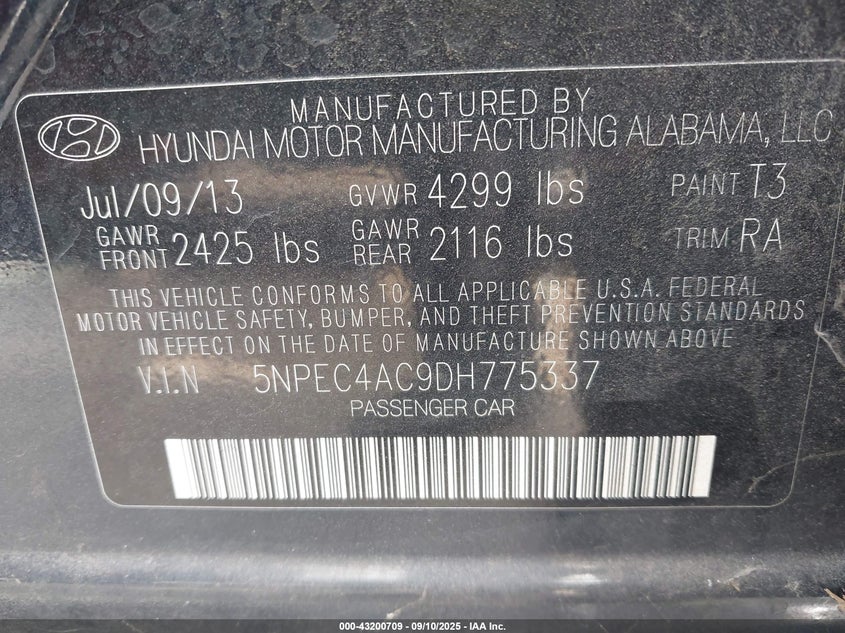 MANUFACTURED BY
HYUNDAI MOTOR MANUFACTURING ALABAMA, LLC
Jul/09/13 GVWR 4299 lbs PAINT T3
GAWR FRONT 2425 lbs GAWR REAR 2116 lbs TRIM RA
THIS VEHICLE CONFORMS TO ALL APPLICABLE U.S.A. FEDERAL
MOTOR VEHICLE SAFETY, BUMPER, AND THEFT PREVENTION STANDARDS
IN EFFECT ON THE DATE OF MANUFACTURE SHOWN ABOVE
V.I.N 5NPEC4AC9DH775337
PASSENGER CAR
000-43200709 - 09/10/2025 - IAA Inc.